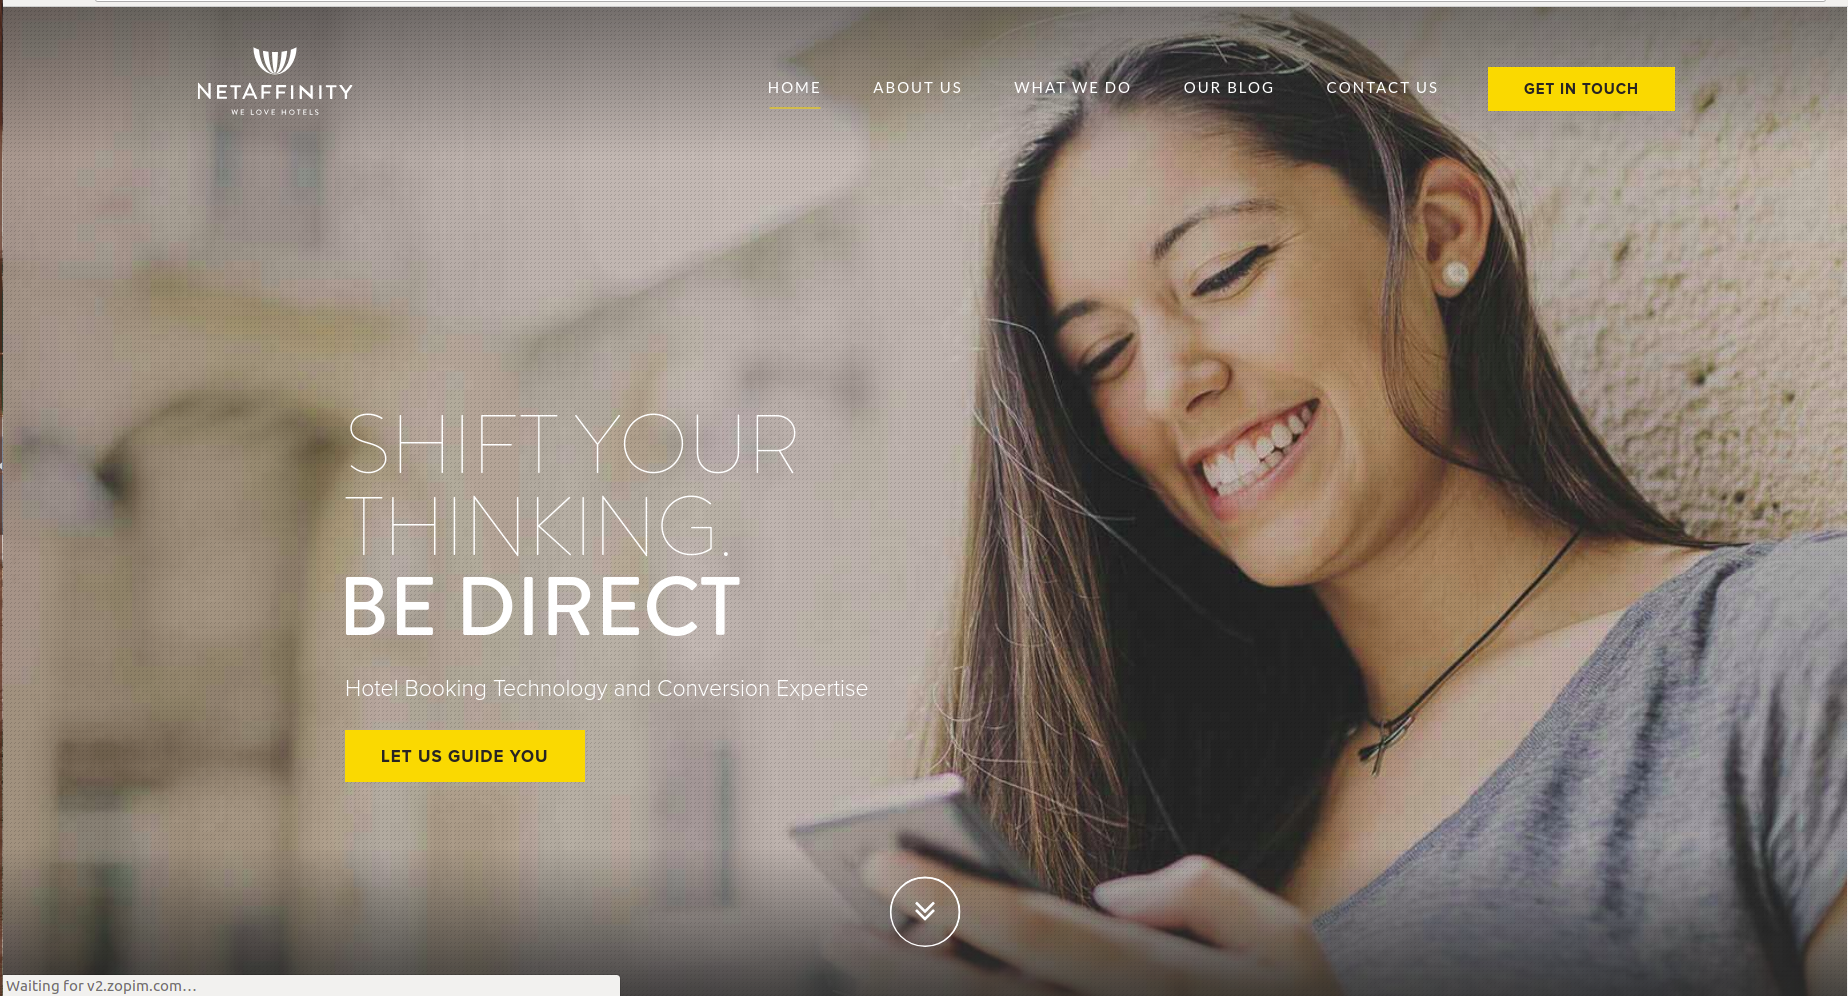 NETAFFINITY
WE LOVE HOTELS
HOME
ABOUT US
WHAT WE DO
OUR BLOG
CONTACT US
GET IN TOUCH
SHIFT YOUR
THINKING.
BE DIRECT
Hotel Booking Technology and Conversion Expertise
LET US GUIDE YOU
Waiting for v2.zopim.com...